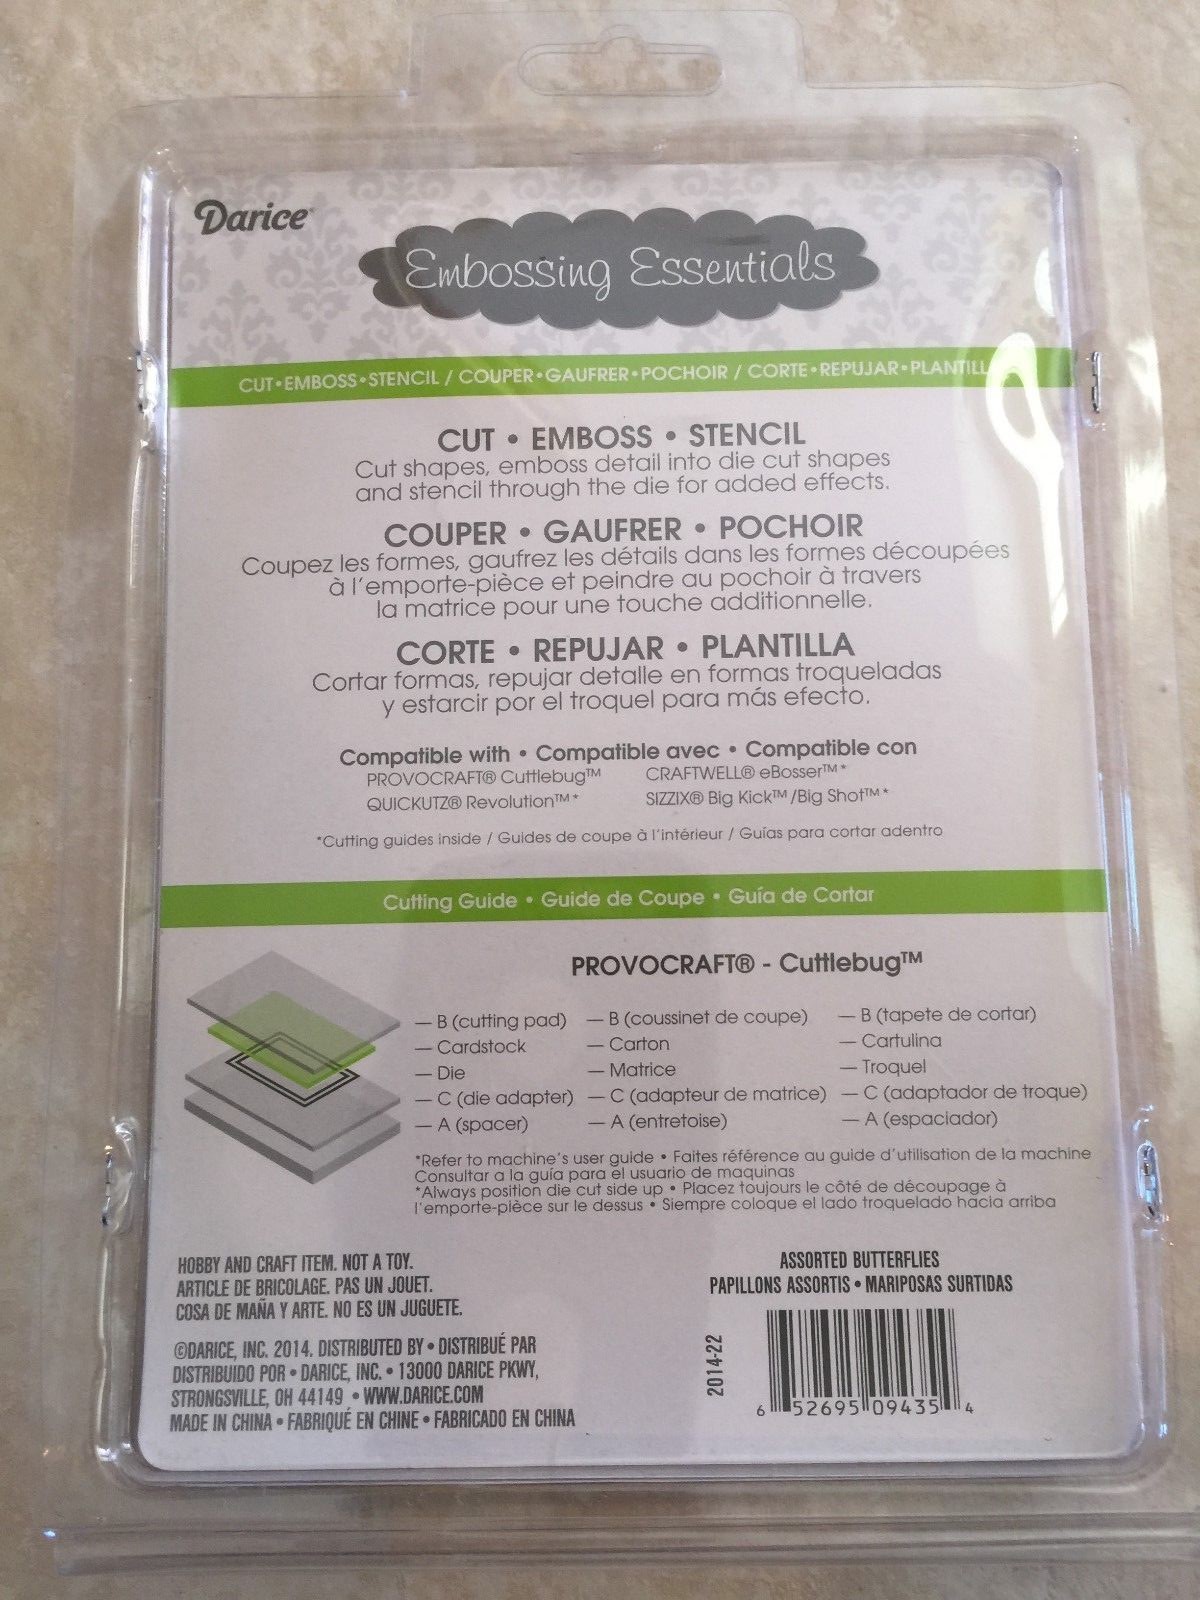 Darice
Embossing Essentials
CUT • EMBOSS • STENCIL / COUPER • GAUFRER • POCHOIR / CORTE • REPUJAR • PLANTILL
CUT • EMBOSS • STENCIL
Cut shapes, emboss detail into die cut shapes
and stencil through the die for added effects.
COUPER • GAUFRER • POCHOIR
Coupez les formes, gaufrez les détails dans les formes découpées
à l'emporte-pièce et peindre au pochoir à travers
la matrice pour une touche additionnelle.
CORTE • REPUJAR • PLANTILLA
Cortar formas, repujar detalle en formas troqueladas
y estarcir por el troquel para más efecto.
Compatible with • Compatible avec • Compatible con
PROVOCRAFT® Cuttlebug™ CRAFTWELL® eBosser™*
QUICKUTZ® Revolution™* SIZZIX® Big Kick™/Big Shot™*
*Cutting guides inside / Guides de coupe à l'intérieur / Guías para cortar adentro
Cutting Guide • Guide de Coupe • Guía de Cortar
PROVOCRAFT® - Cuttlebug™
— B (cutting pad) — B (coussinet de coupe) — B (tapete de cortar)
— Cardstock — Carton — Cartulina
— Die — Matrice — Troquel
— C (die adapter) — C (adapteur de matrice) — C (adaptador de troque)
— A (spacer) — A (entretoise) — A (espaciador)
*Refer to machine's user guide • Faites référence au guide d'utilisation de la machine
Consultar a la guía para el usuario de maquinas
*Always position die cut side up • Placez toujours le côté de découpage à
l'emporte-pièce sur le dessus • Siempre coloque el lado troquelado hacia arriba
HOBBY AND CRAFT ITEM. NOT A TOY.
ARTICLE DE BRICOLAGE. PAS UN JOUET.
COSA DE MAÑA Y ARTE. NO ES UN JUGUETE.
©DARICE, INC. 2014. DISTRIBUTED BY • DISTRIBUÉ PAR
DISTRIBUIDO POR • DARICE, INC. • 13000 DARICE PKWY,
STRONGSVILLE, OH 44149 • WWW.DARICE.COM
MADE IN CHINA • FABRIQUÉ EN CHINE • FABRICADO EN CHINA
ASSORTED BUTTERFLIES
PAPILLONS ASSORTIS • MARIPOSAS SURTIDAS
2014-22
6 52695 09435 4